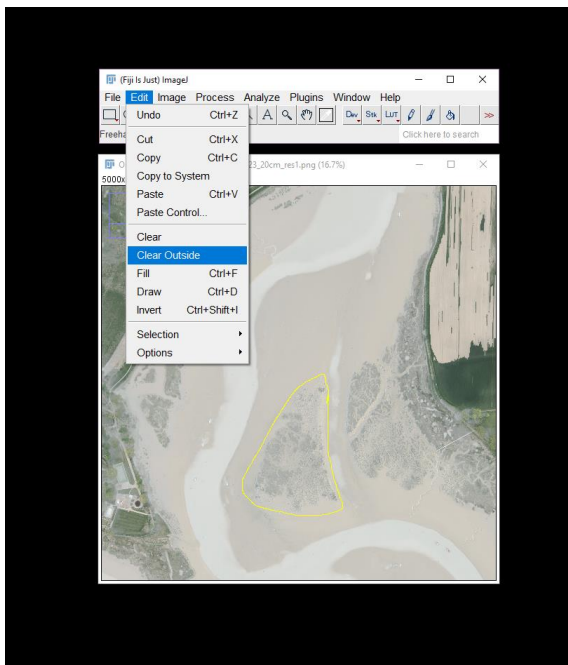 (Fiji Is Just) ImageJ
File Edit Image Process Analyze Plugins Window Help
Dev Stk LUT >>
Click here to search
23_20cm_res1.png (16.7%)
Undo Ctrl+Z
Cut Ctrl+X
Copy Ctrl+C
Copy to System
Paste Ctrl+V
Paste Control...
Clear
Clear Outside
Fill Ctrl+F
Draw Ctrl+D
Invert Ctrl+Shift+I
Selection
Options